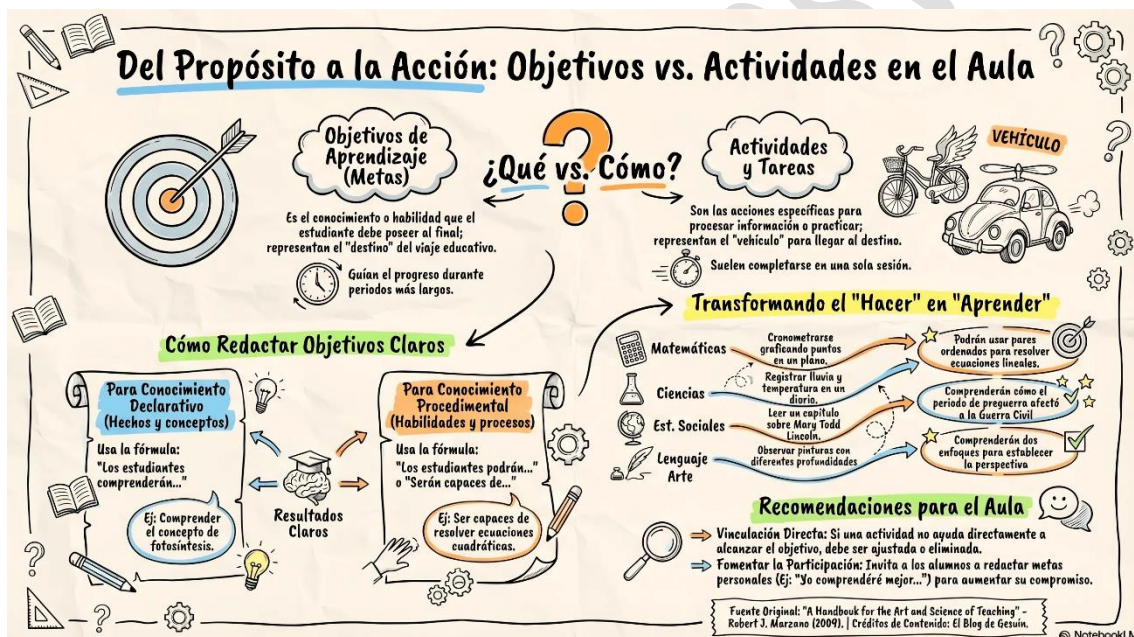 Del Propósito a la Acción: Objetivos vs. Actividades en el Aula
Objetivos de
Aprendizaje
(Metas)
Es el conocimiento o habilidad que el
estudiante debe poseer al final;
representan el "destino" del viaje educativo.
Guían el progreso durante
periodos más largos.
¿Qué vs. Cómo?
Actividades
y Tareas
VEHÍCULO
Son las acciones específicas para
procesar información o practicar;
representan el "vehículo" para llegar al destino.
Suelen completarse en una sola sesión.
Cómo Redactar Objetivos Claros
Para Conocimiento
Declarativo
(Hechos y conceptos)
Usa la fórmula:
"Los estudiantes
comprenderán..."
Ej: Comprender
el concepto de
fotosíntesis.
Resultados
Claros
Para Conocimiento
Procedimental
(Habilidades y procesos)
Usa la fórmula:
"Los estudiantes podrán..."
o "Serán capaces de..."
Ej: Ser capaces de
resolver ecuaciones
cuadráticas.
Transformando el "Hacer" en "Aprender"
Matemáticas
Cronometrarse
graficando puntos
en un plano.
Podrán usar pares
ordenados para resolver
ecuaciones lineales.
Ciencias
Registrar lluvia y
temperatura en un
diorio.
Comprenderán cómo el
periodo de preguerra afectó
a la Guerra Civil
Est. Sociales
Leer un capítulo
sobre Mary Todd
Lincoln.
Comprenderán dos
enfoques para establecer
la perspectiva
Lenguaje
Arte
Observar pinturas con
diferentes profundidades
Recomendaciones para el Aula
Vinculación Directa: Si una actividad no ayuda directamente a
alcanzar el objetivo, debe ser ajustada o eliminada.
Fomentar la Participación: Invita a los alumnos a redactar metas
personales (Ej: "Yo comprendéré mejor...") para aumentar su compromiso.
Fuente Original: "A Handbouk for the Art and Science of Teaching" -
Robert J. Marzano (2009). | Créditos de Contenido: El Blog de Gesuín.
NotebookLM